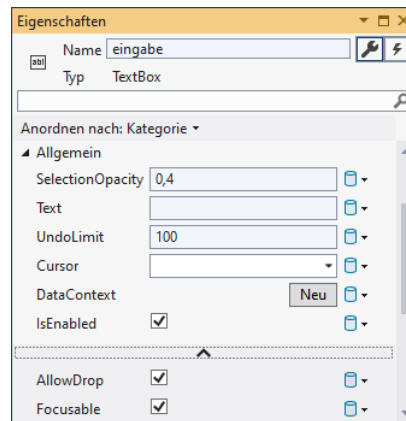 Eigenschaften
Name eingabe
abl
Typ TextBox
Anordnen nach: Kategorie
Allgemein
SelectionOpacity 0,4
Text
UndoLimit 100
Cursor
DataContext Neu
IsEnabled
AllowDrop
Focusable